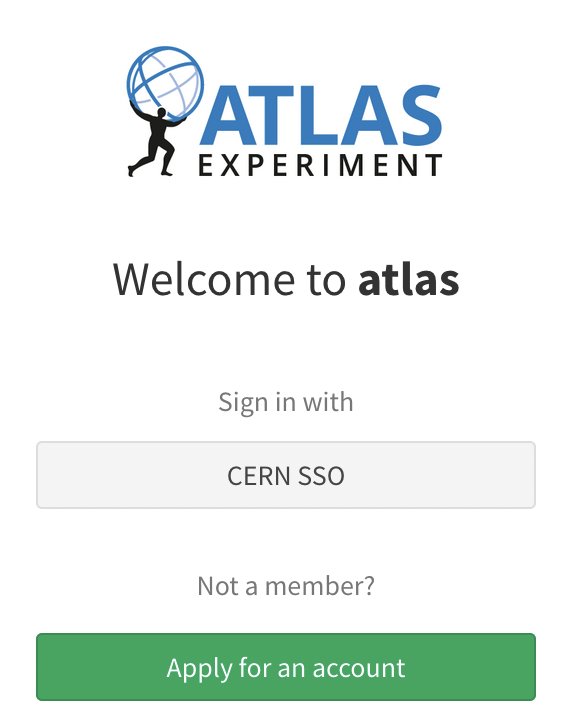 ATLAS
EXPERIMENT
Welcome to atlas
Sign in with
CERN SSO
Not a member?
Apply for an account